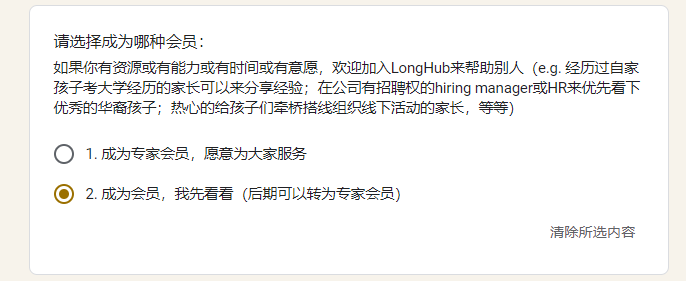 请选择成为哪种会员：
如果你有资源或有能力或有时间或有意愿，欢迎加入LongHub来帮助别人（e.g. 经历过自家
孩子考大学经历的家长可以来分享经验；在公司有招聘权的hiring manager或HR来优先看下
优秀的华裔孩子；热心的给孩子们牵桥搭线组织线下活动的家长，等等）
1. 成为专家会员，愿意为大家服务
2. 成为会员，我先看看（后期可以转为专家会员）
清除所选内容